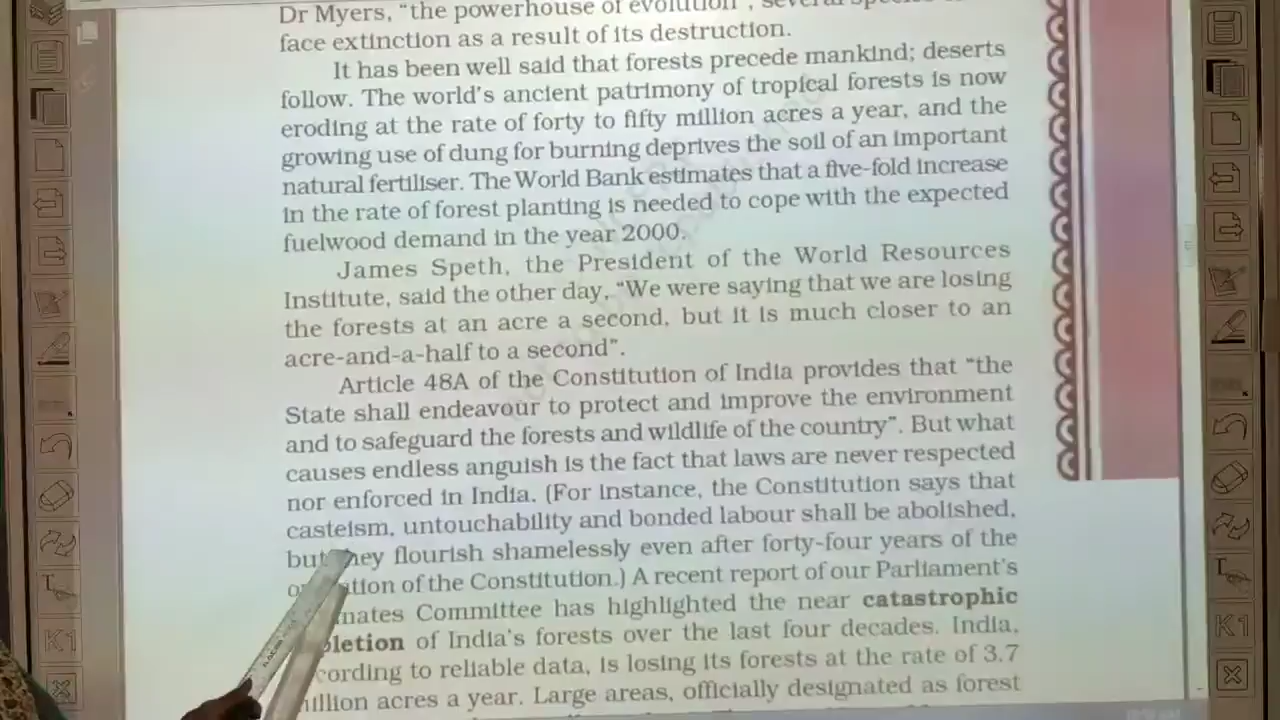 Dr Myers, “the powerhouse of evolution”, several
face extinction as a result of its destruction.
It has been well said that forests precede mankind; deserts
follow. The world’s ancient patrimony of tropical forests is now
eroding at the rate of forty to fifty million acres a year, and the
growing use of dung for burning deprives the soil of an important
natural fertiliser. The World Bank estimates that a five-fold increase
in the rate of forest planting is needed to cope with the expected
fuelwood demand in the year 2000.
James Speth, the President of the World Resources
Institute, said the other day, “We were saying that we are losing
the forests at an acre a second, but it is much closer to an
acre-and-a-half to a second”.
Article 48A of the Constitution of India provides that “the
State shall endeavour to protect and improve the environment
and to safeguard the forests and wildlife of the country”. But what
causes endless anguish is the fact that laws are never respected
nor enforced in India. (For instance, the Constitution says that
casteism, untouchability and bonded labour shall be abolished,
but they flourish shamelessly even after forty-four years of the
of the Constitution.) A recent report of our Parliament’s
Committee has highlighted the near catastrophic
of India’s forests over the last four decades. India,
to reliable data, is losing its forests at the rate of 3.7
acres a year. Large areas, officially designated as forest
K1
K1